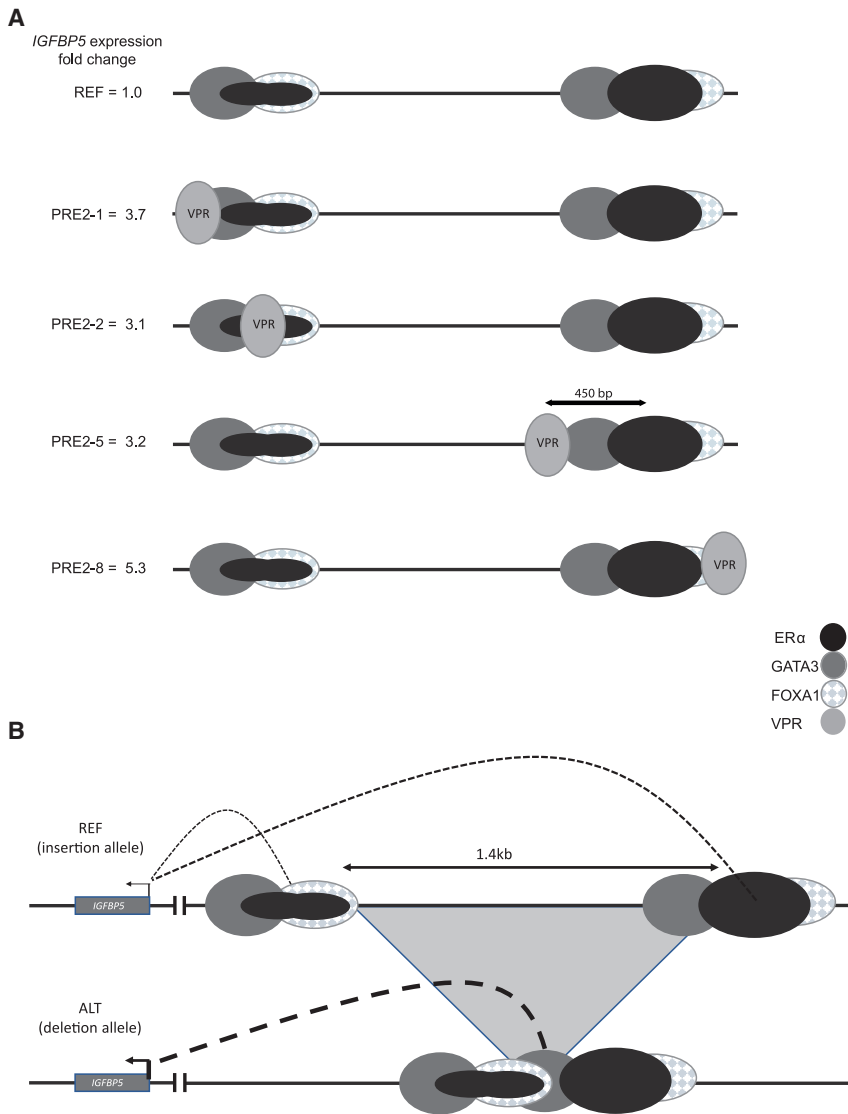 A
IGFBP5 expression
fold change
REF = 1.0
PRE2-1 = 3.7
VPR
PRE2-2 = 3.1
VPR
450 bp
PRE2-5 = 3.2
VPR
PRE2-8 = 5.3
VPR
ERα
GATA3
FOXA1
VPR
B
REF
(insertion allele)
1.4kb
IGFBP5
ALT
(deletion allele)
IGFBP5